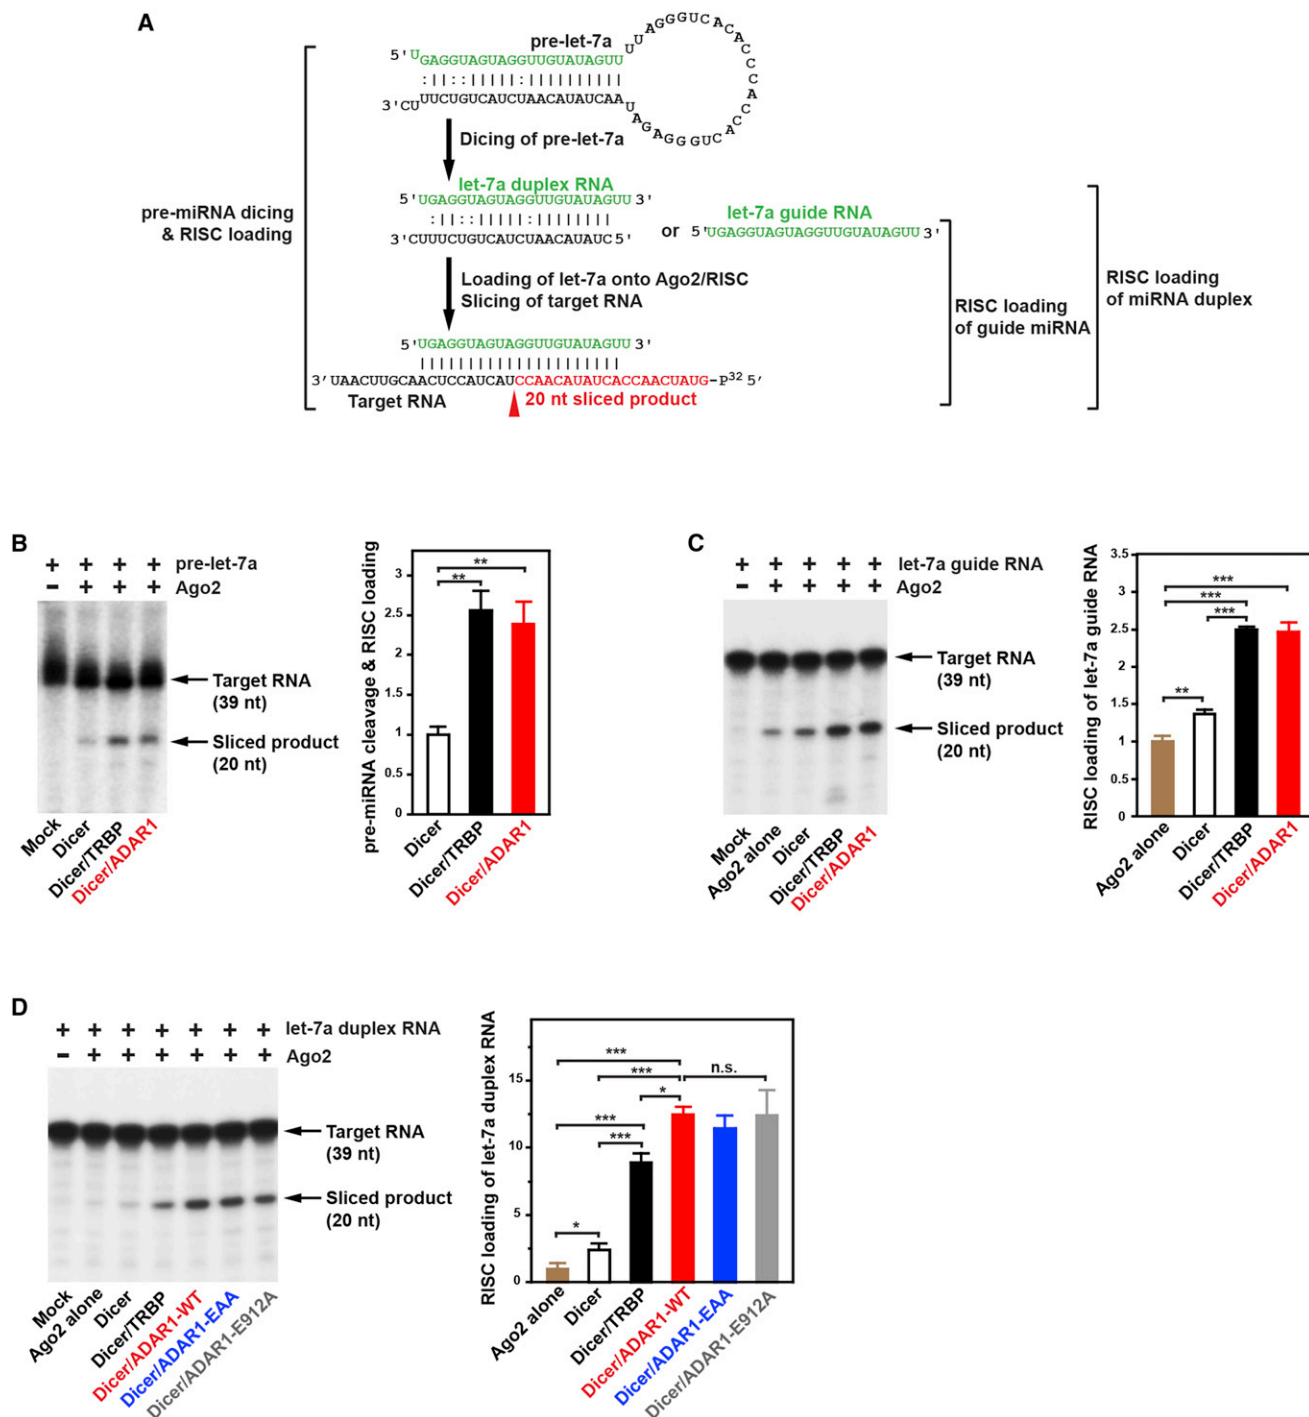 A
pre-let-7a
5'UGAGGUAGUAGGUUGUAUAGUU
UUAGGGUCACACCCACCACUGGGAGAU
3'CUUUCUGUCAUCUAACAUAUCAA
Dicing of pre-let-7a
let-7a duplex RNA
5'UGAGGUAGUAGGUUGUAUAGUU 3'
3'CUUUCUGUCAUCUAACAUAUC 5'
or
let-7a guide RNA
5'UGAGGUAGUAGGUUGUAUAGUU 3'
pre-miRNA dicing
& RISC loading
Loading of let-7a onto Ago2/RISC
Slicing of target RNA
5'UGAGGUAGUAGGUUGUAUAGUU 3'
3'UAACUUGCAACUCCAUCAUCCAACAUAUCACCAACUAUG-P32 5'
Target RNA
20 nt sliced product
RISC loading
of guide miRNA
RISC loading
of miRNA duplex
B
+ + + + pre-let-7a
− + + + Ago2
Target RNA
(39 nt)
Sliced product
(20 nt)
Mock
Dicer
Dicer/TRBP
Dicer/ADAR1
pre-miRNA cleavage & RISC loading
3
2.5
2
1.5
1
0.5
0
**
**
Dicer
Dicer/TRBP
Dicer/ADAR1
C
+ + + + + let-7a guide RNA
− + + + + Ago2
Target RNA
(39 nt)
Sliced product
(20 nt)
Mock
Ago2 alone
Dicer
Dicer/TRBP
Dicer/ADAR1
RISC loading of let-7a guide RNA
3.5
3
2.5
2
1.5
1
0.5
0
***
***
***
**
Ago2 alone
Dicer
Dicer/TRBP
Dicer/ADAR1
D
+ + + + + + + let-7a duplex RNA
− + + + + + + Ago2
Target RNA
(39 nt)
Sliced product
(20 nt)
Mock
Ago2 alone
Dicer
Dicer/TRBP
Dicer/ADAR1-WT
Dicer/ADAR1-EAA
Dicer/ADAR1-E912A
RISC loading of let-7a duplex RNA
15
10
5
0
***
***
n.s.
*
***
***
*
Ago2 alone
Dicer
Dicer/TRBP
Dicer/ADAR1-WT
Dicer/ADAR1-EAA
Dicer/ADAR1-E912A